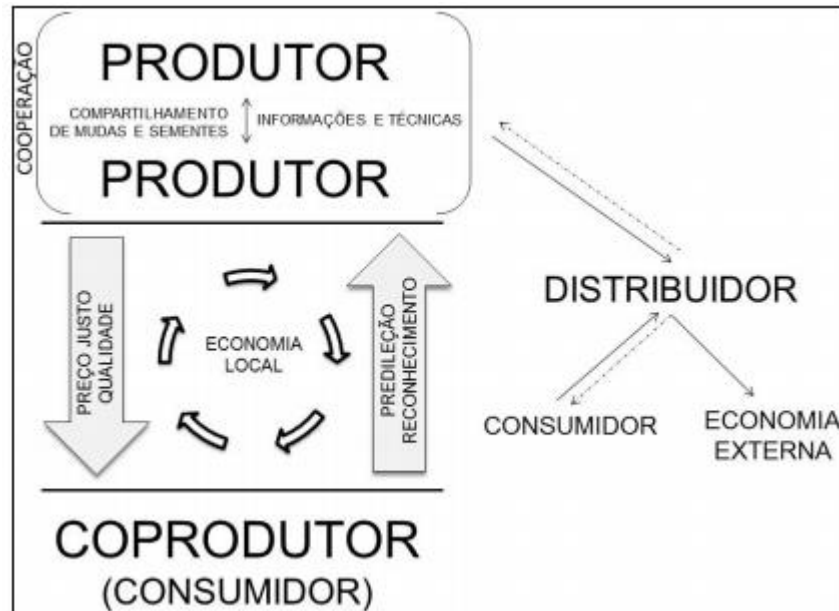 COOPERAÇÃO
PRODUTOR
COMPARTILHAMENTO
DE MUDAS E SEMENTES
INFORMAÇÕES E TÉCNICAS
PRODUTOR
PREÇO JUSTO
QUALIDADE
ECONOMIA
LOCAL
PREDILEÇÃO
RECONHECIMENTO
COPRODUTOR
(CONSUMIDOR)
DISTRIBUIDOR
CONSUMIDOR
ECONOMIA
EXTERNA